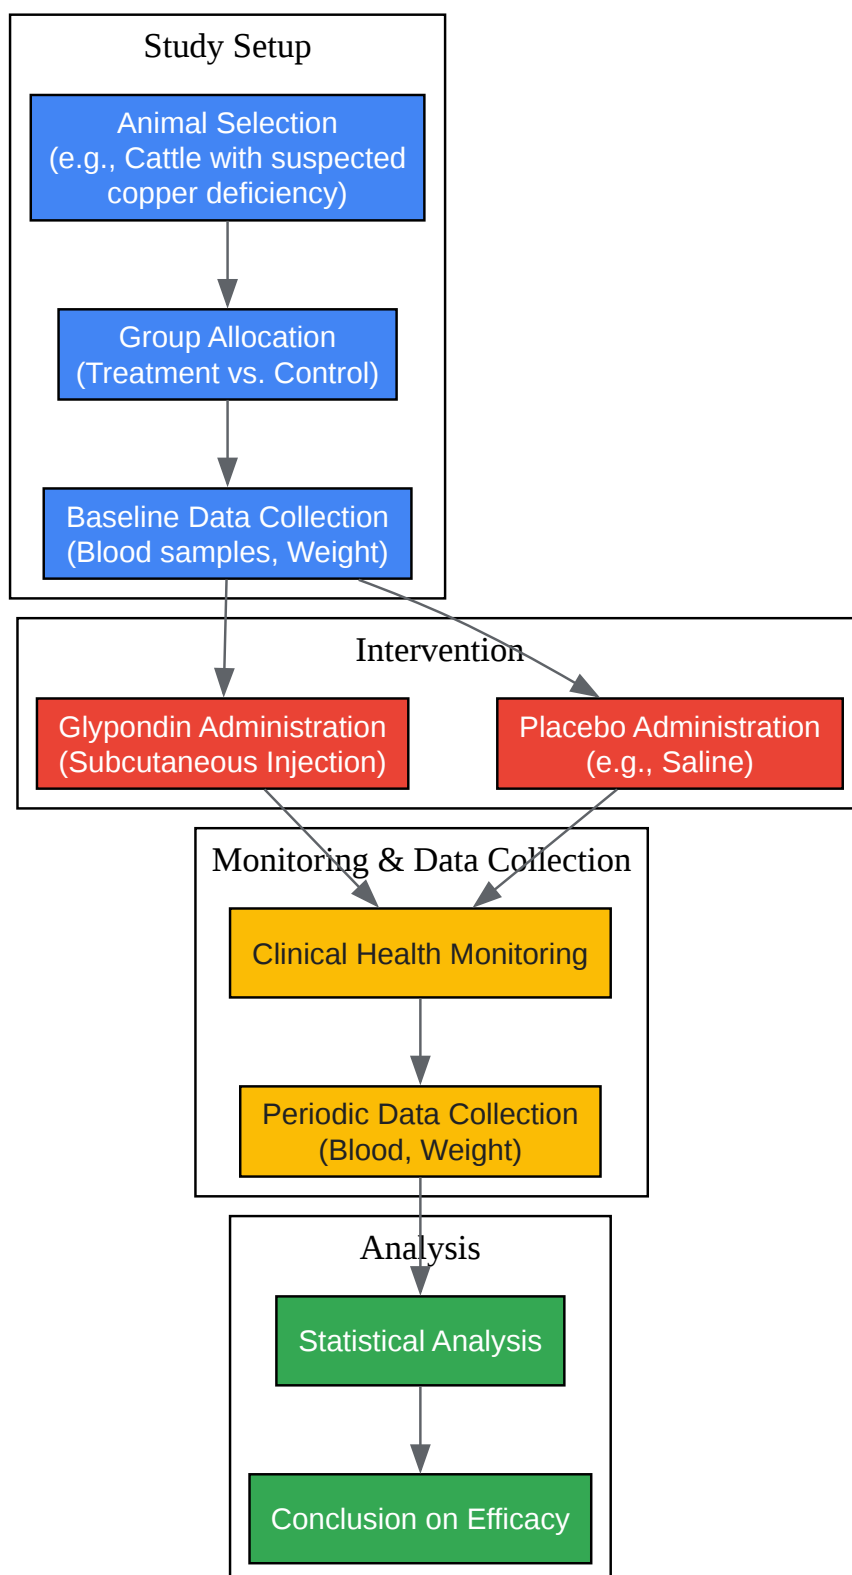 Study Setup
Animal Selection
(e.g., Cattle with suspected
copper deficiency)
Group Allocation
(Treatment vs. Control)
Baseline Data Collection
(Blood samples, Weight)
Intervention
Glypondin Administration
(Subcutaneous Injection)
Placebo Administration
(e.g., Saline)
Monitoring & Data Collection
Clinical Health Monitoring
Periodic Data Collection
(Blood, Weight)
Analysis
Statistical Analysis
Conclusion on Efficacy